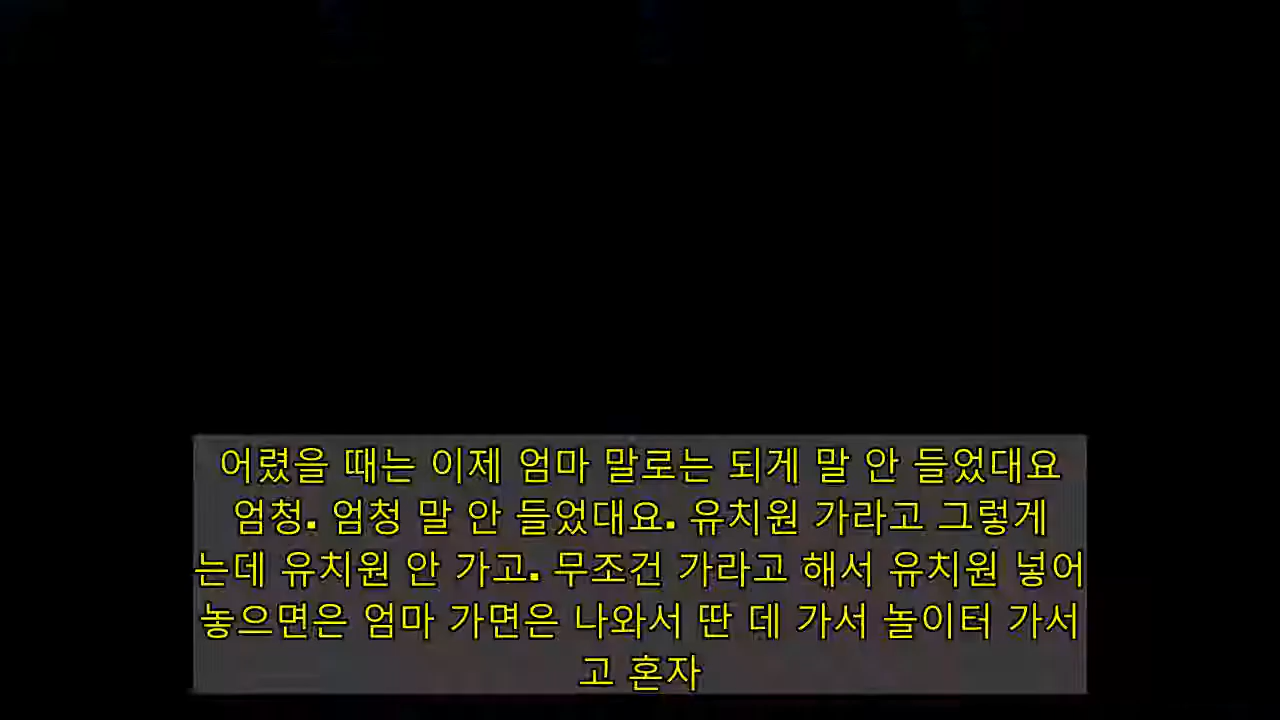 어렸을 때는 이제 엄마 말로는 되게 말 안 들었대요
엄청. 엄청 말 안 들었대요. 유치원 가라고 그렇게
는데 유치원 안 가고. 무조건 가라고 해서 유치원 넣어
놓으면은 엄마 가면은 나와서 딴 데 가서 놀이터 가서
고 혼자